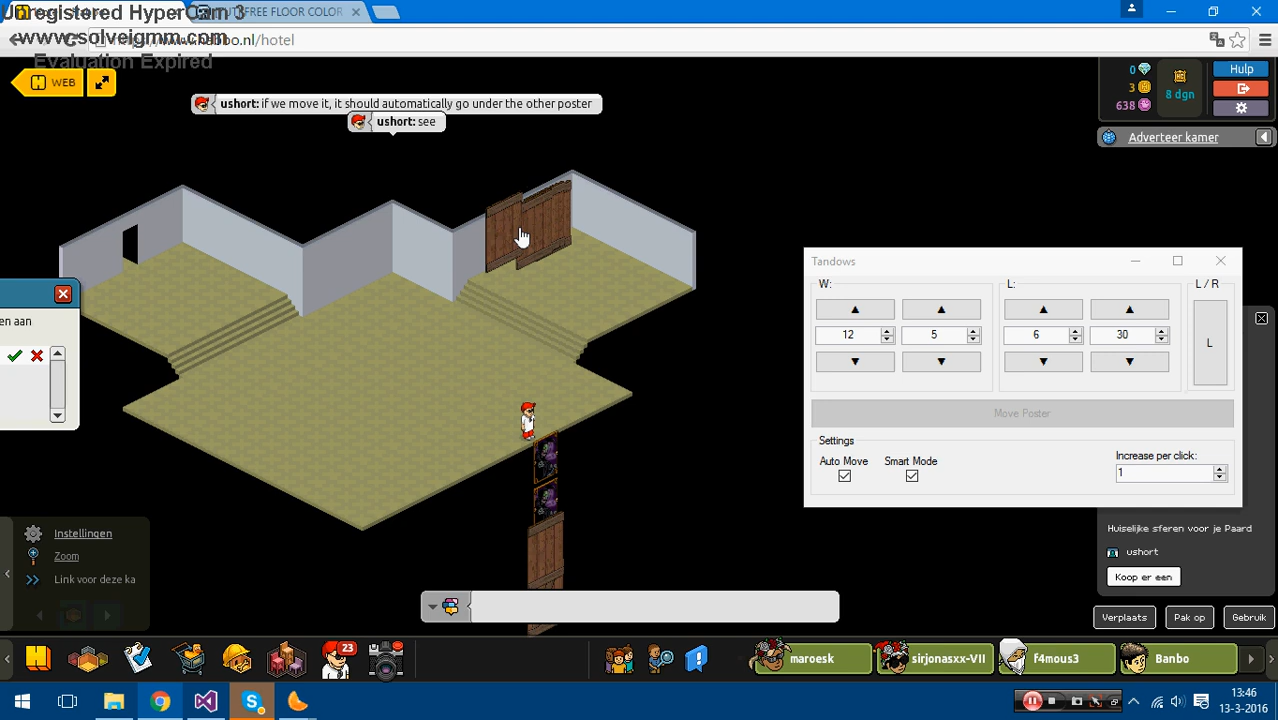 Unregistered HyperCam 3
UT! FREE FLOOR COLOR
www.solveigmm.com
.nl/hotel
Evaluation Expired
WEB
ushort: if we move it, it should automatically go under the other poster
ushort: see
0
3
638
8 dgn
Hulp
Adverteer kamer
en aan
Tandows
W:
L:
L / R
12
5
6
30
L
Move Poster
Settings
Auto Move
Smart Mode
Increase per click:
1
Huiselijke sferen voor je Paard
ushort
Koop er een
Instellingen
Zoom
Link voor deze ka
Verplaats
Pak op
Gebruik
23
maroesk
sirjonasxx-VII
f4mous3
Banbo
13:46
13-3-2016